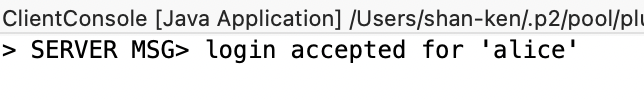 ClientConsole [Java Application] /Users/shan-ken/.p2/pool/plu
> SERVER MSG> login accepted for 'alice'